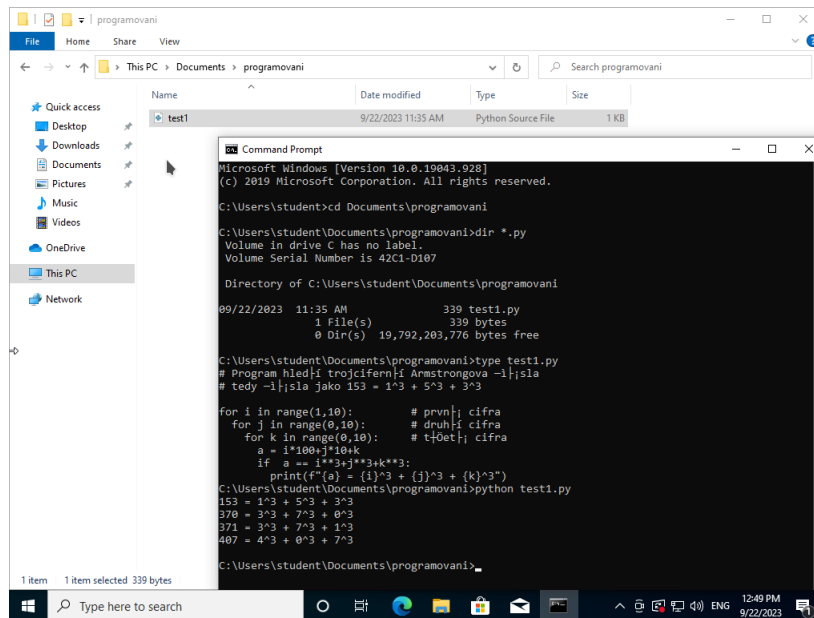 programovani
File Home Share View
This PC > Documents > programovani
Search programovani
Name Date modified Type Size
Quick access
Desktop
Downloads
Documents
Pictures
Music
Videos
OneDrive
This PC
Network
test1 9/22/2023 11:35 AM Python Source File 1 KB
Command Prompt
Microsoft Windows [Version 10.0.19043.928]
(c) 2019 Microsoft Corporation. All rights reserved.
C:\Users\student>cd Documents\programovani
C:\Users\student\Documents\programovani>dir *.py
Volume in drive C has no label.
Volume Serial Number is 42C1-D107
Directory of C:\Users\student\Documents\programovani
09/22/2023 11:35 AM 339 test1.py
1 File(s) 339 bytes
0 Dir(s) 19,792,203,776 bytes free
C:\Users\student\Documents\programovani>type test1.py
# Program hled├í trojcifern├í Armstrongova ─ì├¡sla
# tedy ─ì├¡sla jako 153 = 1^3 + 5^3 + 3^3
for i in range(1,10): # prvn├¡ cifra
for j in range(0,10): # druh├í cifra
for k in range(0,10): # t┼Öet├¡ cifra
a = i*100+j*10+k
if a == i**3+j**3+k**3:
print(f"{a} = {i}^3 + {j}^3 + {k}^3")
C:\Users\student\Documents\programovani>python test1.py
153 = 1^3 + 5^3 + 3^3
370 = 3^3 + 7^3 + 0^3
371 = 3^3 + 7^3 + 1^3
407 = 4^3 + 0^3 + 7^3
C:\Users\student\Documents\programovani>_
1 item 1 item selected 339 bytes
Type here to search
ENG
12:49 PM
9/22/2023